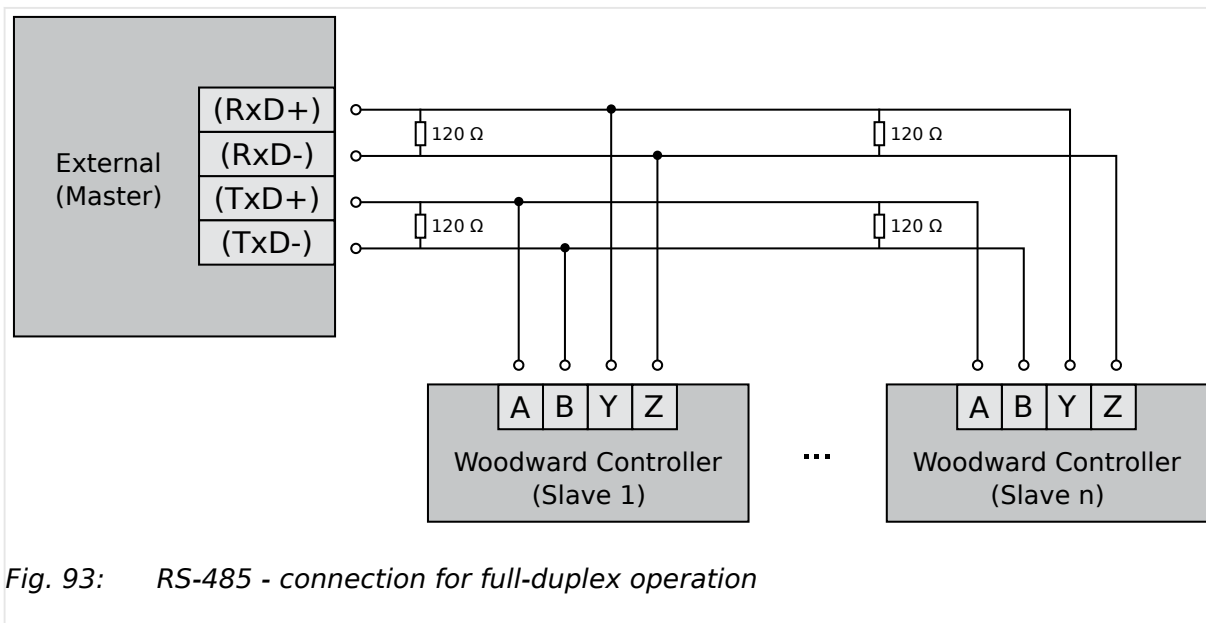 (RxD+)
120 Ω
120 Ω
(RxD-)
External
(Master)
(TxD+)
120 Ω
120 Ω
(TxD-)
A B Y Z
A B Y Z
Woodward Controller
(Slave 1)
...
Woodward Controller
(Slave n)
Fig. 93: RS-485 - connection for full-duplex operation